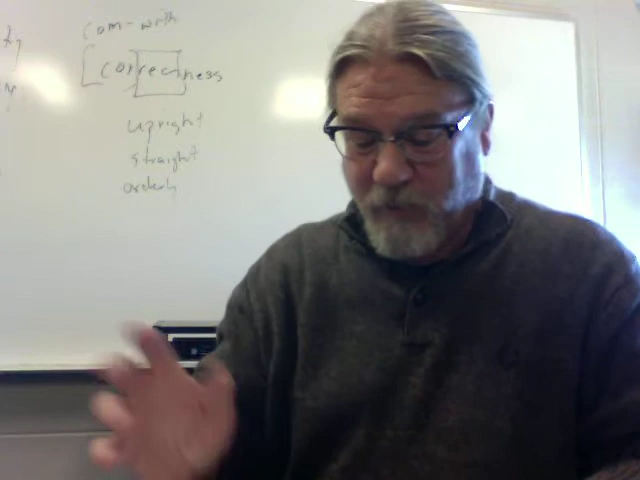 com-with
[correctness
upright
straight
orderly